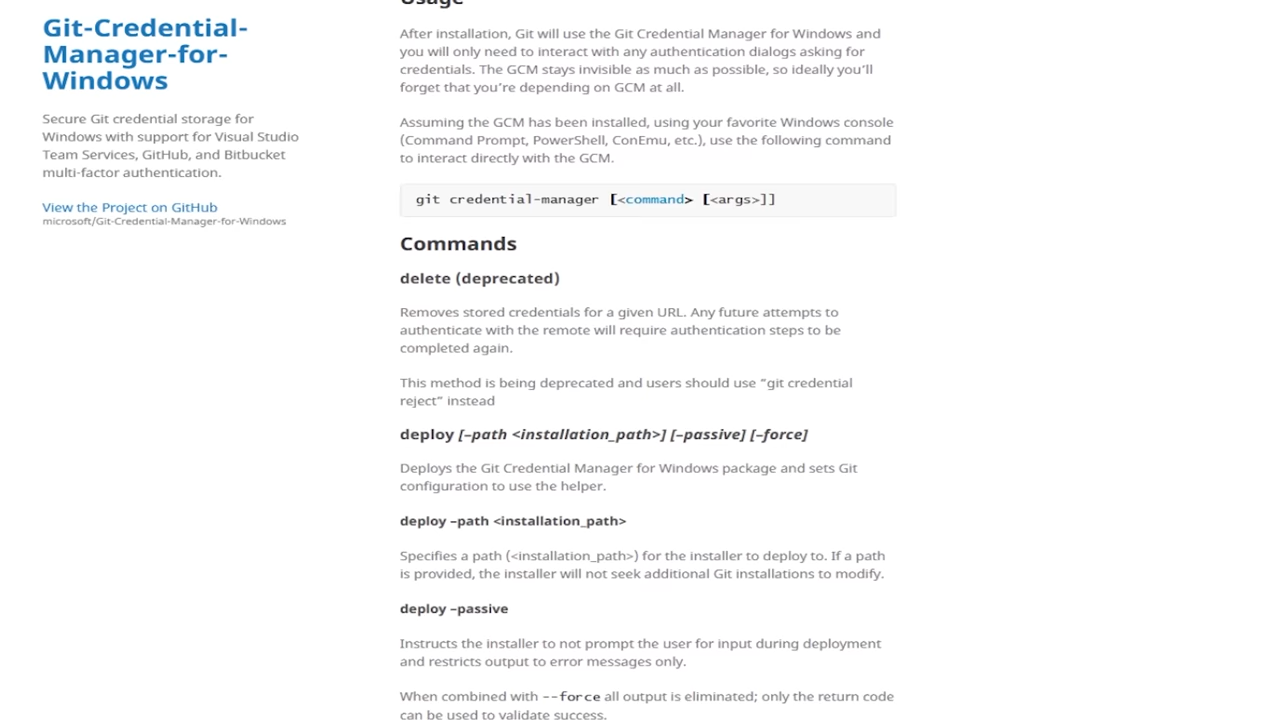 Git-Credential-
Manager-for-
Windows
Secure Git credential storage for
Windows with support for Visual Studio
Team Services, GitHub, and Bitbucket
multi-factor authentication.
View the Project on GitHub
microsoft/Git-Credential-Manager-for-Windows
Usage
After installation, Git will use the Git Credential Manager for Windows and
you will only need to interact with any authentication dialogs asking for
credentials. The GCM stays invisible as much as possible, so ideally you’ll
forget that you’re depending on GCM at all.
Assuming the GCM has been installed, using your favorite Windows console
(Command Prompt, PowerShell, ConEmu, etc.), use the following command
to interact directly with the GCM.
git credential-manager [<command> [<args>]]
Commands
delete (deprecated)
Removes stored credentials for a given URL. Any future attempts to
authenticate with the remote will require authentication steps to be
completed again.
This method is being deprecated and users should use “git credential
reject” instead
deploy [–path <installation_path>] [–passive] [–force]
Deploys the Git Credential Manager for Windows package and sets Git
configuration to use the helper.
deploy –path <installation_path>
Specifies a path (<installation_path>) for the installer to deploy to. If a path
is provided, the installer will not seek additional Git installations to modify.
deploy –passive
Instructs the installer to not prompt the user for input during deployment
and restricts output to error messages only.
When combined with --force all output is eliminated; only the return code
can be used to validate success.